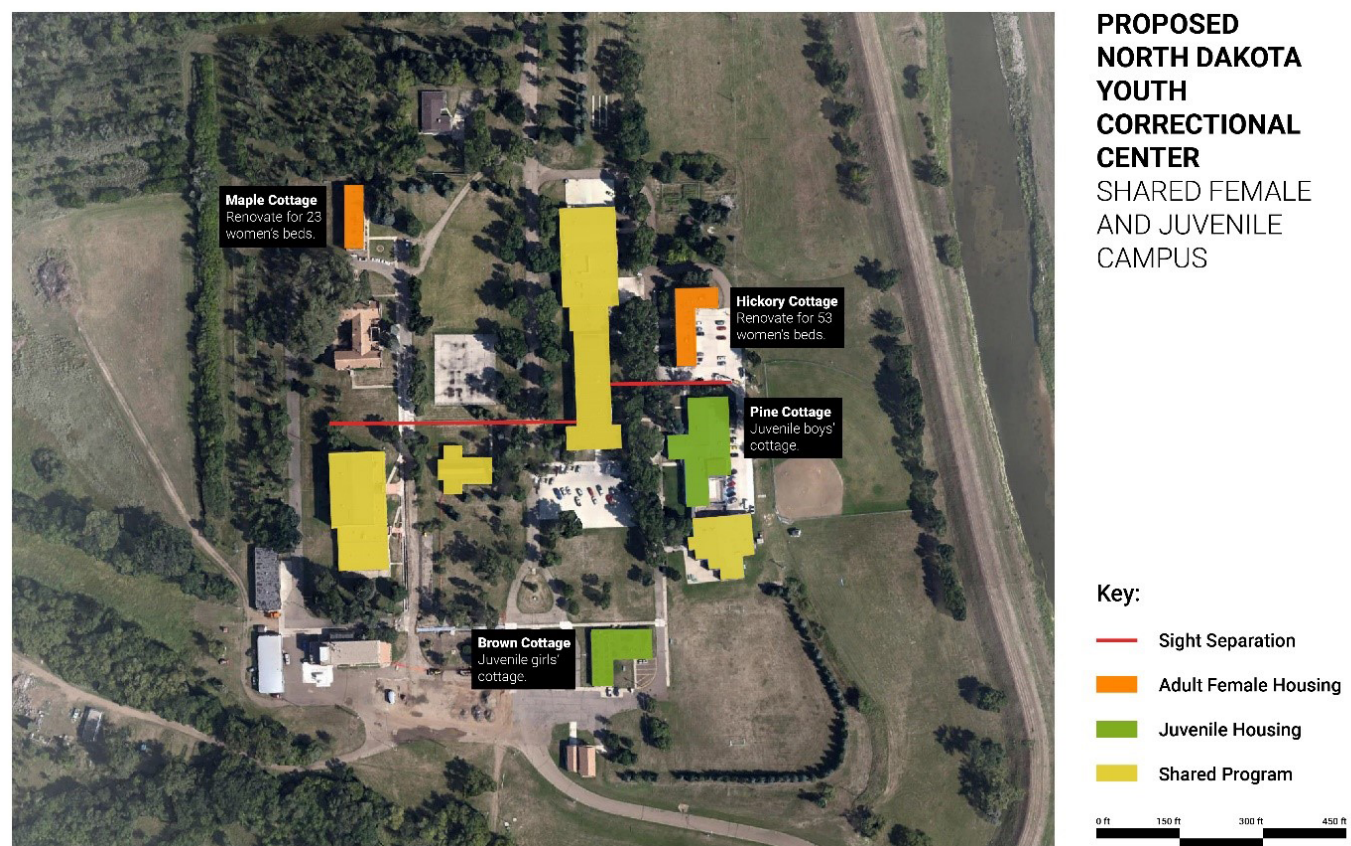 PROPOSED
NORTH DAKOTA
YOUTH
CORRECTIONAL
CENTER
SHARED FEMALE
AND JUVENILE
CAMPUS
Maple Cottage
Renovate for 23
women's beds.
Hickory Cottage
Renovate for 53
women's beds.
Pine Cottage
Juvenile boys'
cottage.
Brown Cottage
Juvenile girls'
cottage.
Key:
Sight Separation
Adult Female Housing
Juvenile Housing
Shared Program
0 ft 150 ft 300 ft 450 ft